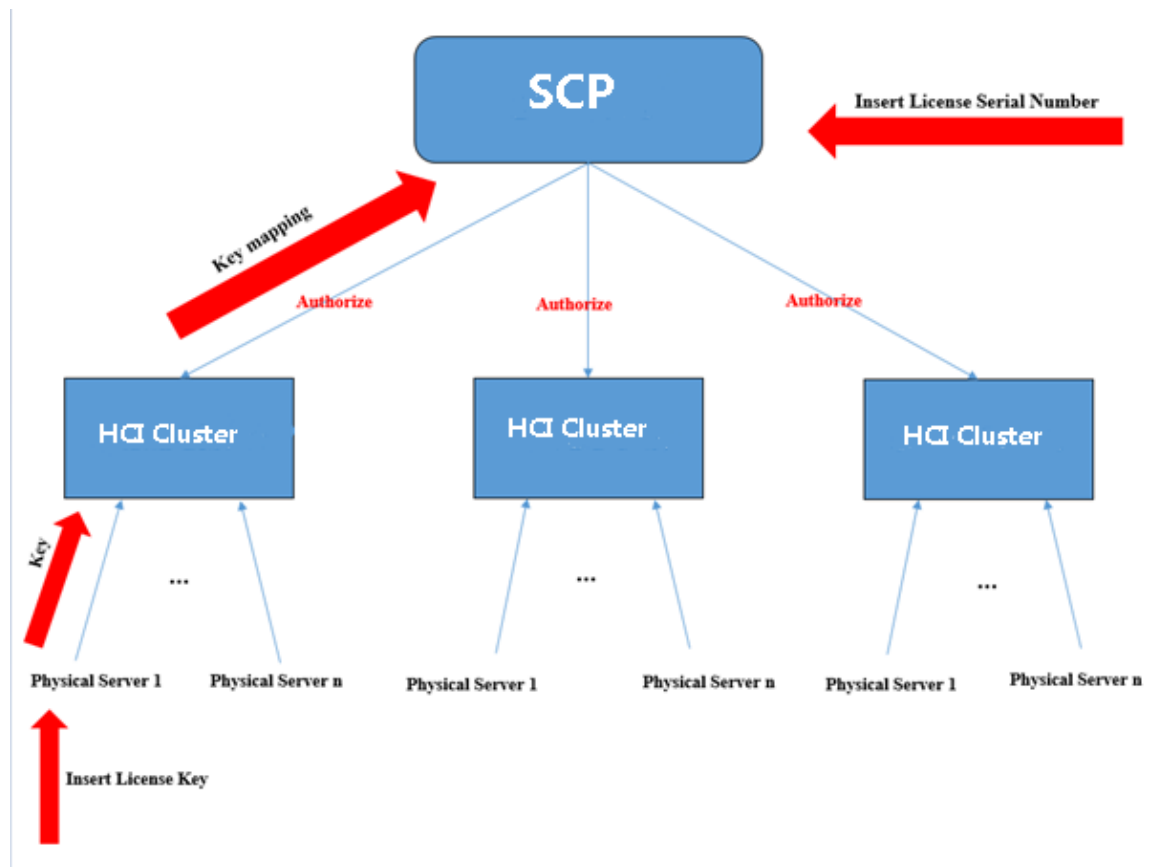 SCP
Insert License Serial Number
Key mapping
Authorize
Authorize
Authorize
HCI Cluster
HCI Cluster
HCI Cluster
Key
...
...
...
Physical Server 1
Physical Server n
Physical Server 1
Physical Server n
Physical Server 1
Physical Server n
Insert License Key